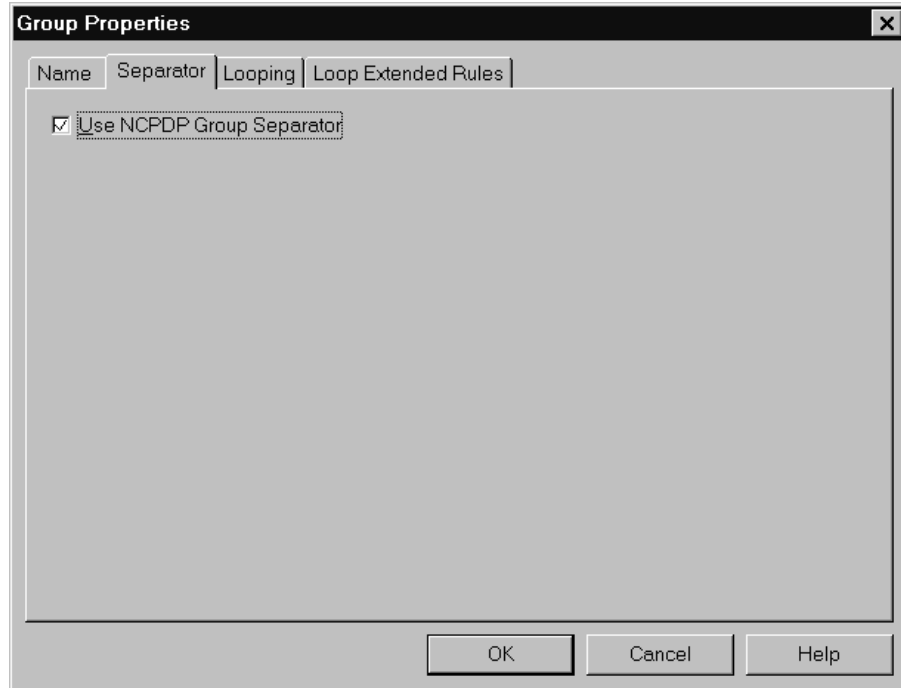 Group Properties
Name Separator Looping Loop Extended Rules
Use NCPDP Group Separator
OK Cancel Help